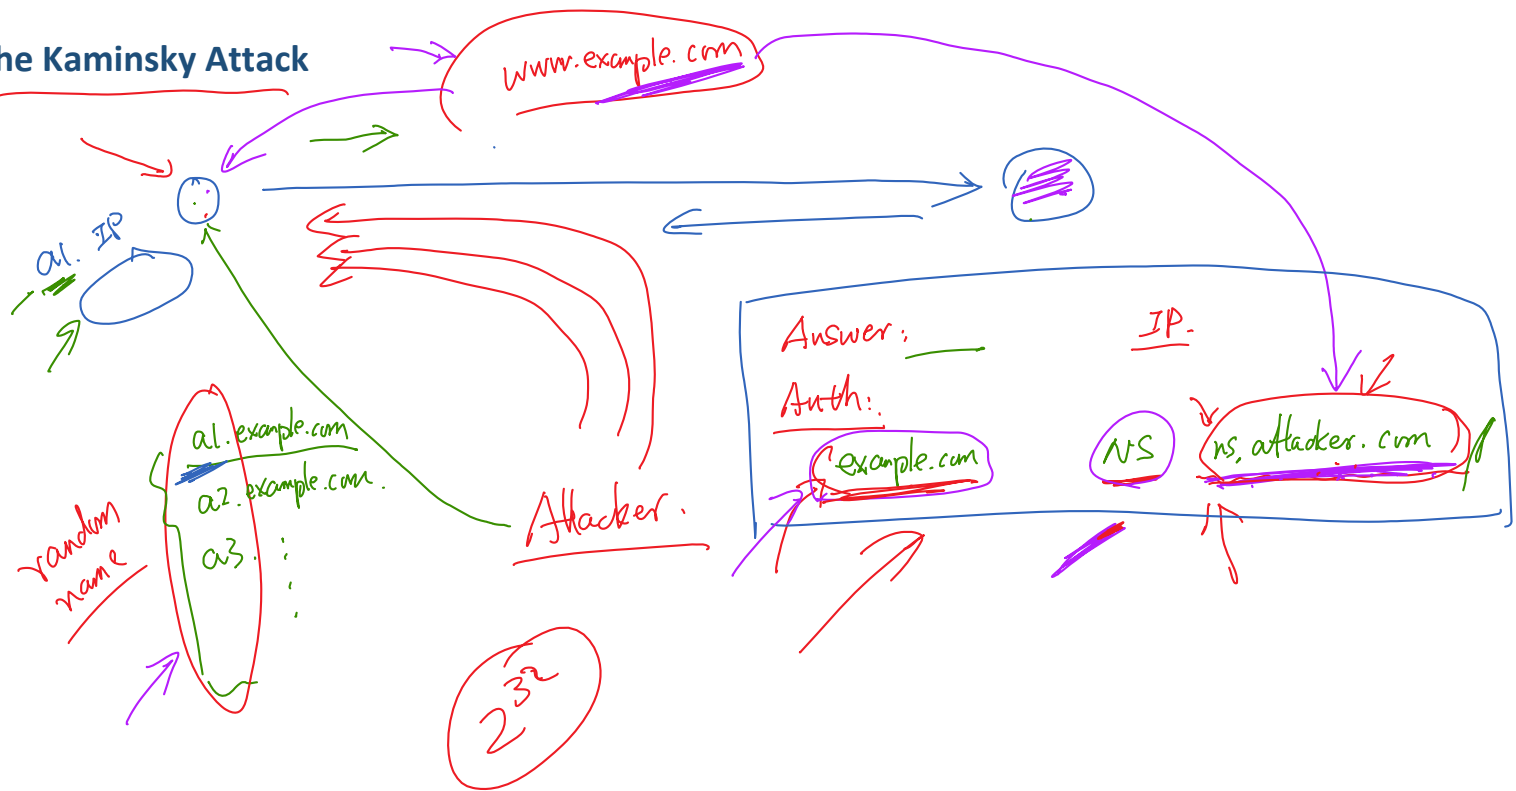 he Kaminsky Attack
www.example.com
a1. IP
Answer:
IP.
Auth:
example.com NS ns.attacker.com
a1.example.com
a2.example.com.
a3.
random
name
Attacker.
2^32